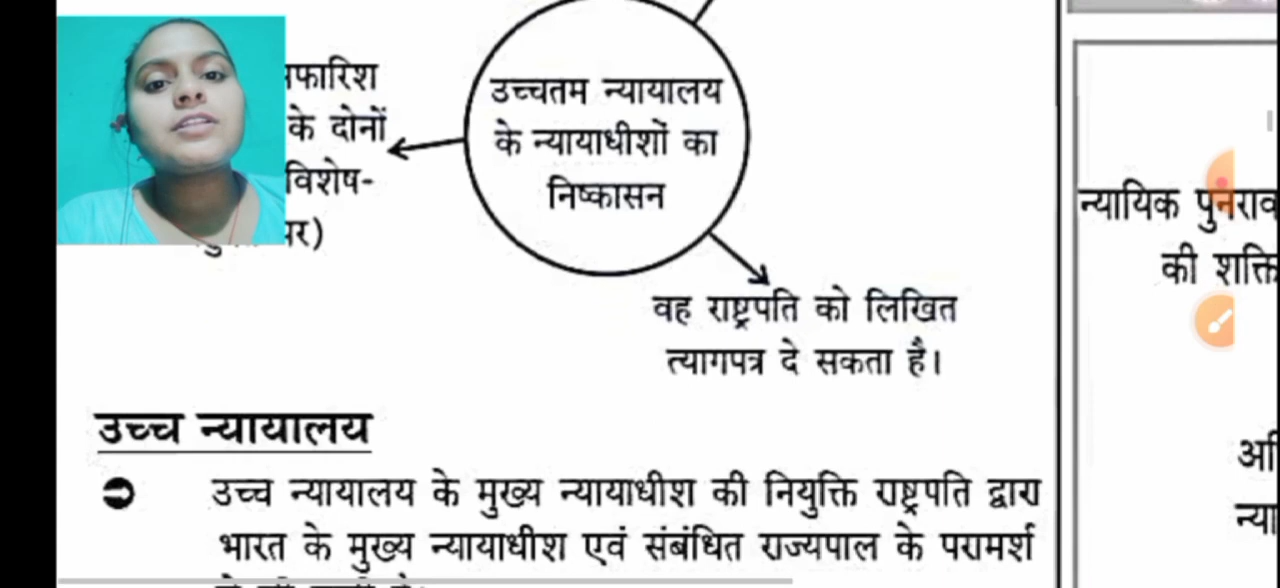 के दोनों
विशेष-
उच्चतम न्यायालय
के न्यायाधीशों का
निष्कासन
वह राष्ट्रपति को लिखित
त्यागपत्र दे सकता है।
उच्च न्यायालय
उच्च न्यायालय के मुख्य न्यायाधीश की नियुक्ति राष्ट्रपति द्वारा
भारत के मुख्य न्यायाधीश एवं संबंधित राज्यपाल के परामर्श
न्यायिक
की शक्ति